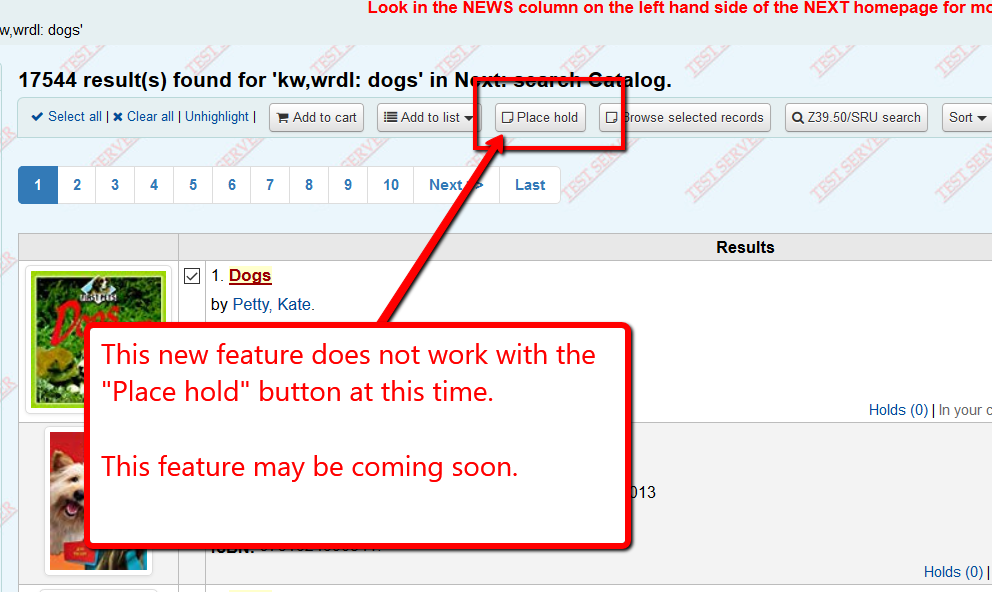 Look in the NEWS column on the left hand side of the NEXT homepage for mo
w,wrdl: dogs'
17544 result(s) found for 'kw,wrdl: dogs' in Next: search Catalog.
Select all | Clear all | Unhighlight | Add to cart Add to list Place hold Browse selected records Z39.50/SRU search Sort
1 2 3 4 5 6 7 8 9 10 Next Last
TEST SERVER
Results
1. Dogs
by Petty, Kate.
FIRST PETS
Dogs
This new feature does not work with the
"Place hold" button at this time.
This feature may be coming soon.
Holds (0) | In your c
013
ISBN:
Holds (0) |